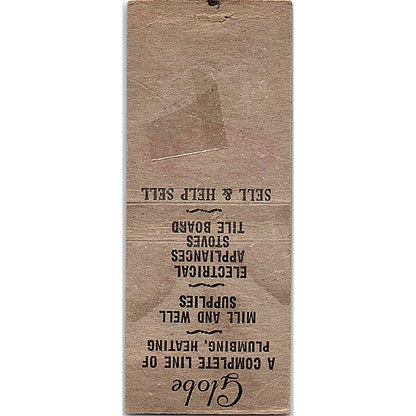 Globe
A COMPLETE LINE OF
PLUMBING, HEATING
MILL AND WELL
SUPPLIES
ELECTRICAL
APPLIANCES
STOVES
TILE BOARD
SELL & HELP SELL